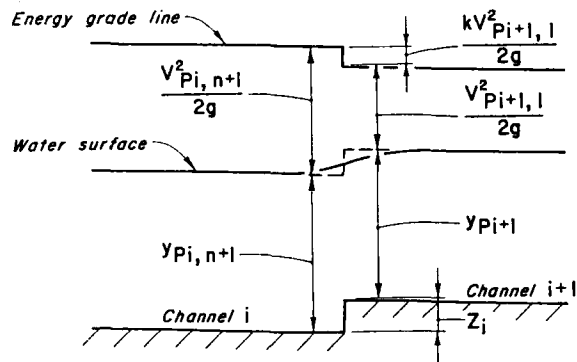 Energy grade line
kV²Pi+1, 1
2g
V²Pi, n+1
2g
V²Pi+1, 1
2g
Water surface
yPi, n+1
yPi+1
Channel i
Channel i+1
Zi